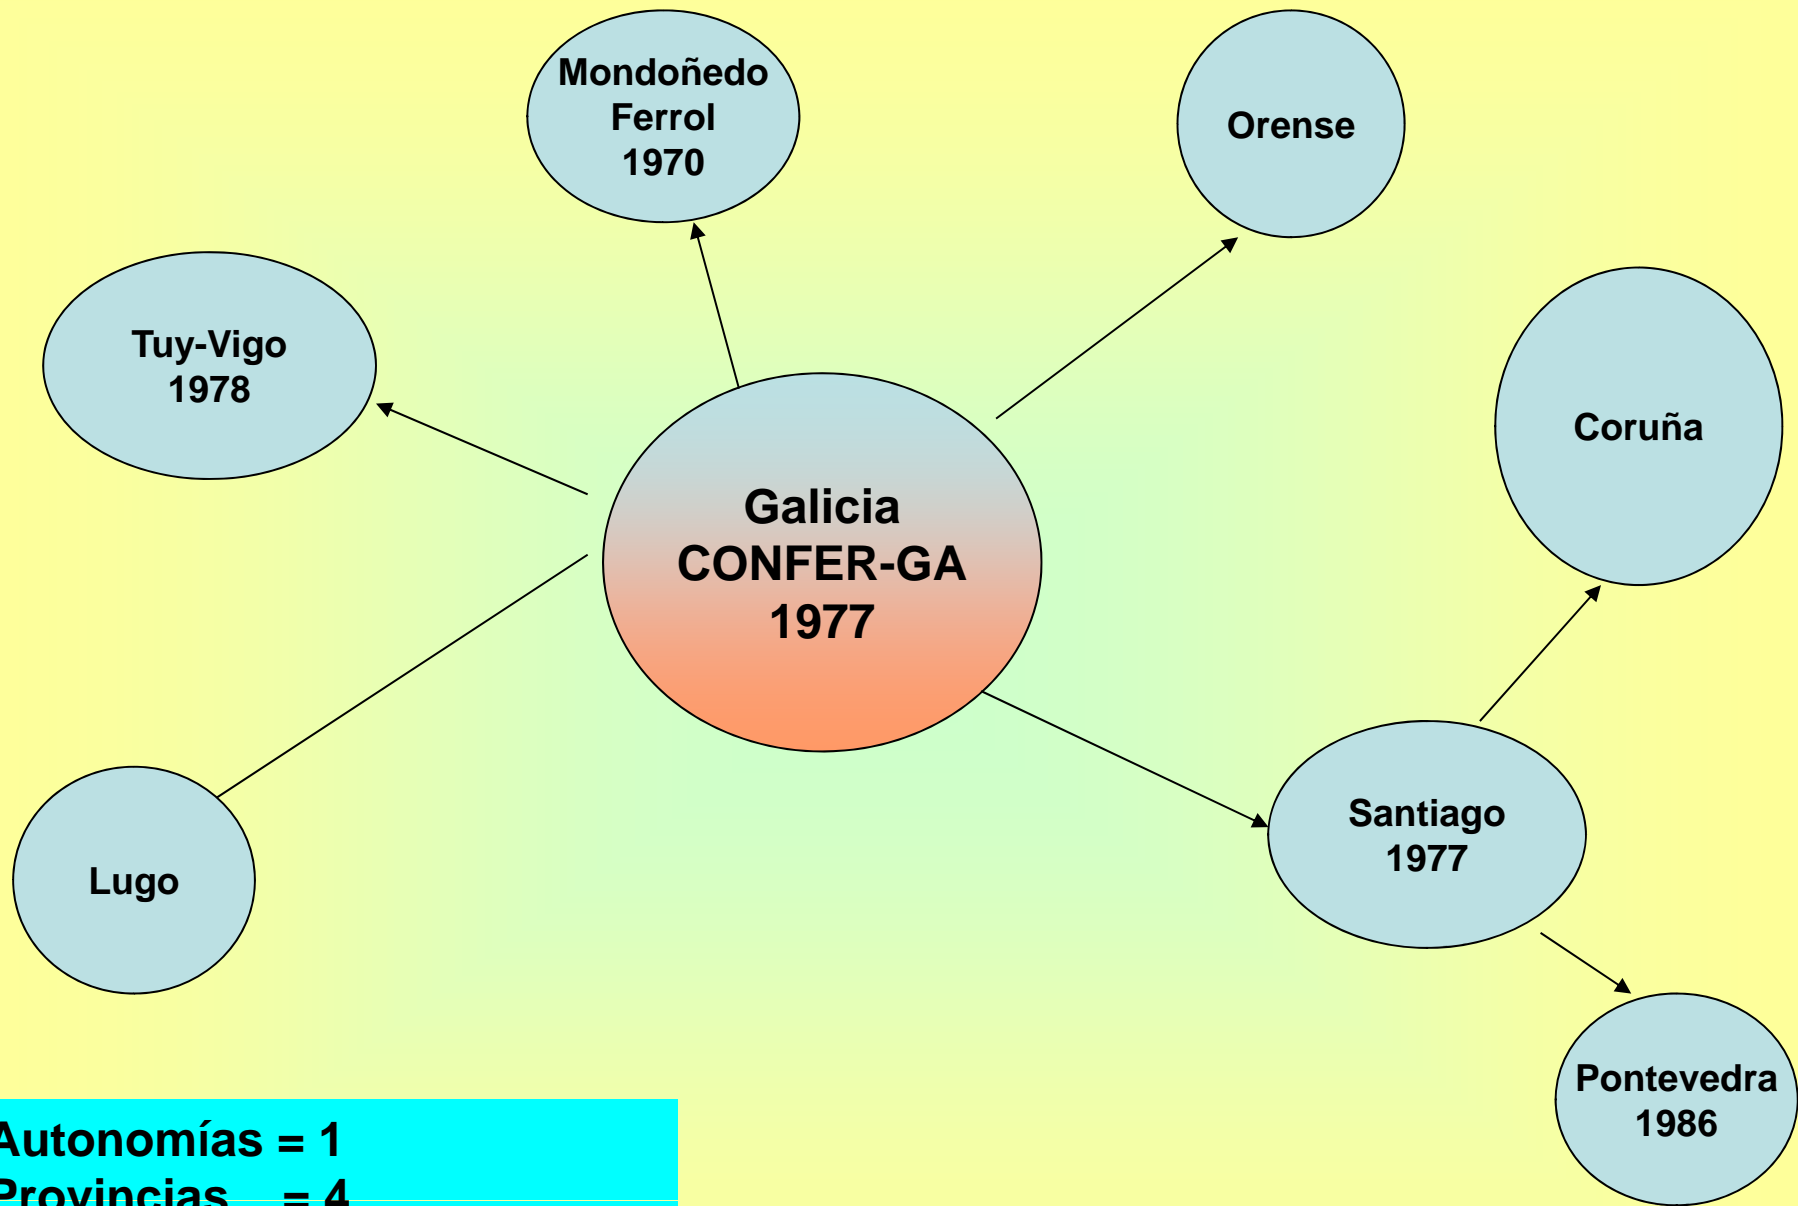 Mondoñedo
Ferrol
1970
Orense
Tuy-Vigo
1978
Coruña
Galicia
CONFER-GA
1977
Santiago
1977
Lugo
Pontevedra
1986
Autonomías = 1
Provincias = 4